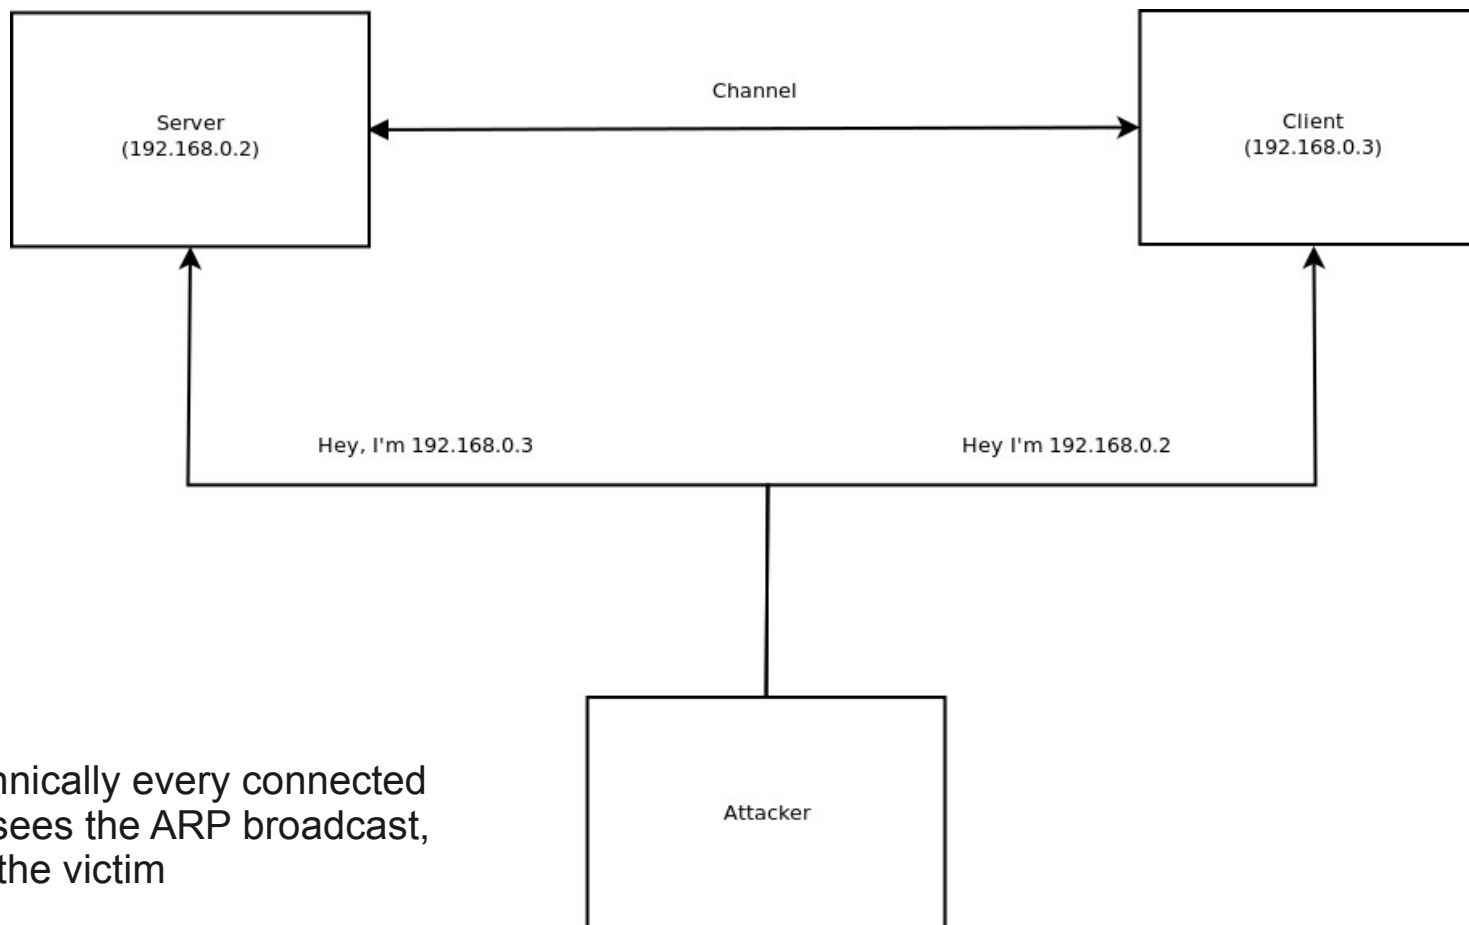 Channel
Server
(192.168.0.2)
Client
(192.168.0.3)
Hey, I'm 192.168.0.3
Hey I'm 192.168.0.2
Attacker
hnically every connected
sees the ARP broadcast,
the victim